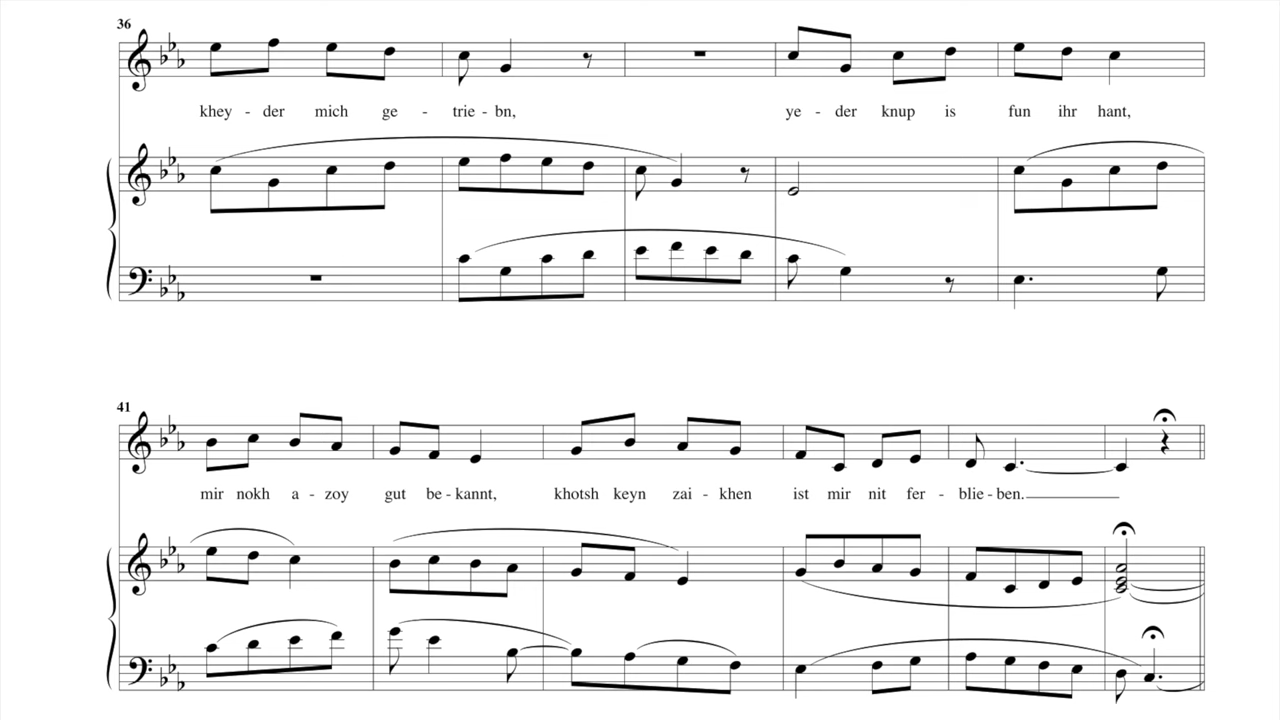 36
khey - der mich ge - trie - bn, ye - der knup is fun ihr hant,
41
mir nokh a - zoy gut be - kannt, khotsh keyn zai - khen ist mir nit fer - blie - ben.